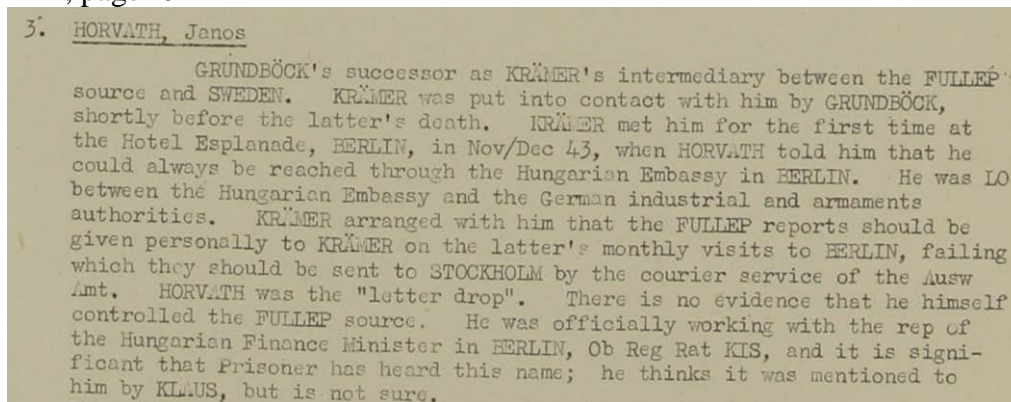 3. HORVATH, Janos
GRUNDBÖCK's successor as KRÄMER's intermediary between the FULLEP
source and SWEDEN. KRÄMER was put into contact with him by GRUNDBÖCK,
shortly before the latter's death. KRÄMER met him for the first time at
the Hotel Esplanade, BERLIN, in Nov/Dec 43, when HORVATH told him that he
could always be reached through the Hungarian Embassy in BERLIN. He was LO
between the Hungarian Embassy and the German industrial and armaments
authorities. KRÄMER arranged with him that the FULLEP reports should be
given personally to KRÄMER on the latter's monthly visits to BERLIN, failing
which they should be sent to STOCKHOLM by the courier service of the Ausw
Amt. HORVATH was the "letter drop". There is no evidence that he himself
controlled the FULLEP source. He was officially working with the rep of
the Hungarian Finance Minister in BERLIN, Ob Reg Rat KIS, and it is signi-
ficant that Prisoner has heard this name; he thinks it was mentioned to
him by KLAUS, but is not sure.